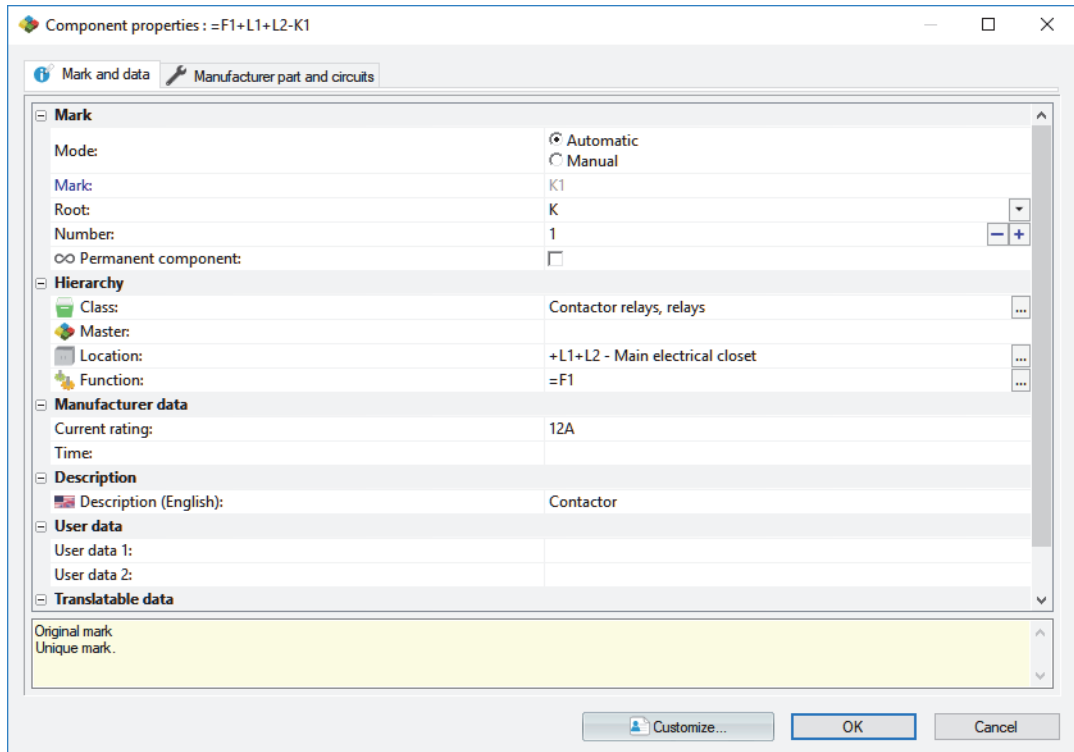 Component properties : =F1+L1+L2-K1
Mark and data Manufacturer part and circuits
Mark
Mode: Automatic
Manual
Mark: K1
Root: K
Number: 1
Permanent component:
Hierarchy
Class: Contactor relays, relays ...
Master:
Location: +L1+L2 - Main electrical closet ...
Function: =F1 ...
Manufacturer data
Current rating: 12A
Time:
Description
Description (English): Contactor
User data
User data 1:
User data 2:
Translatable data
Original mark
Unique mark.
Customize... OK Cancel